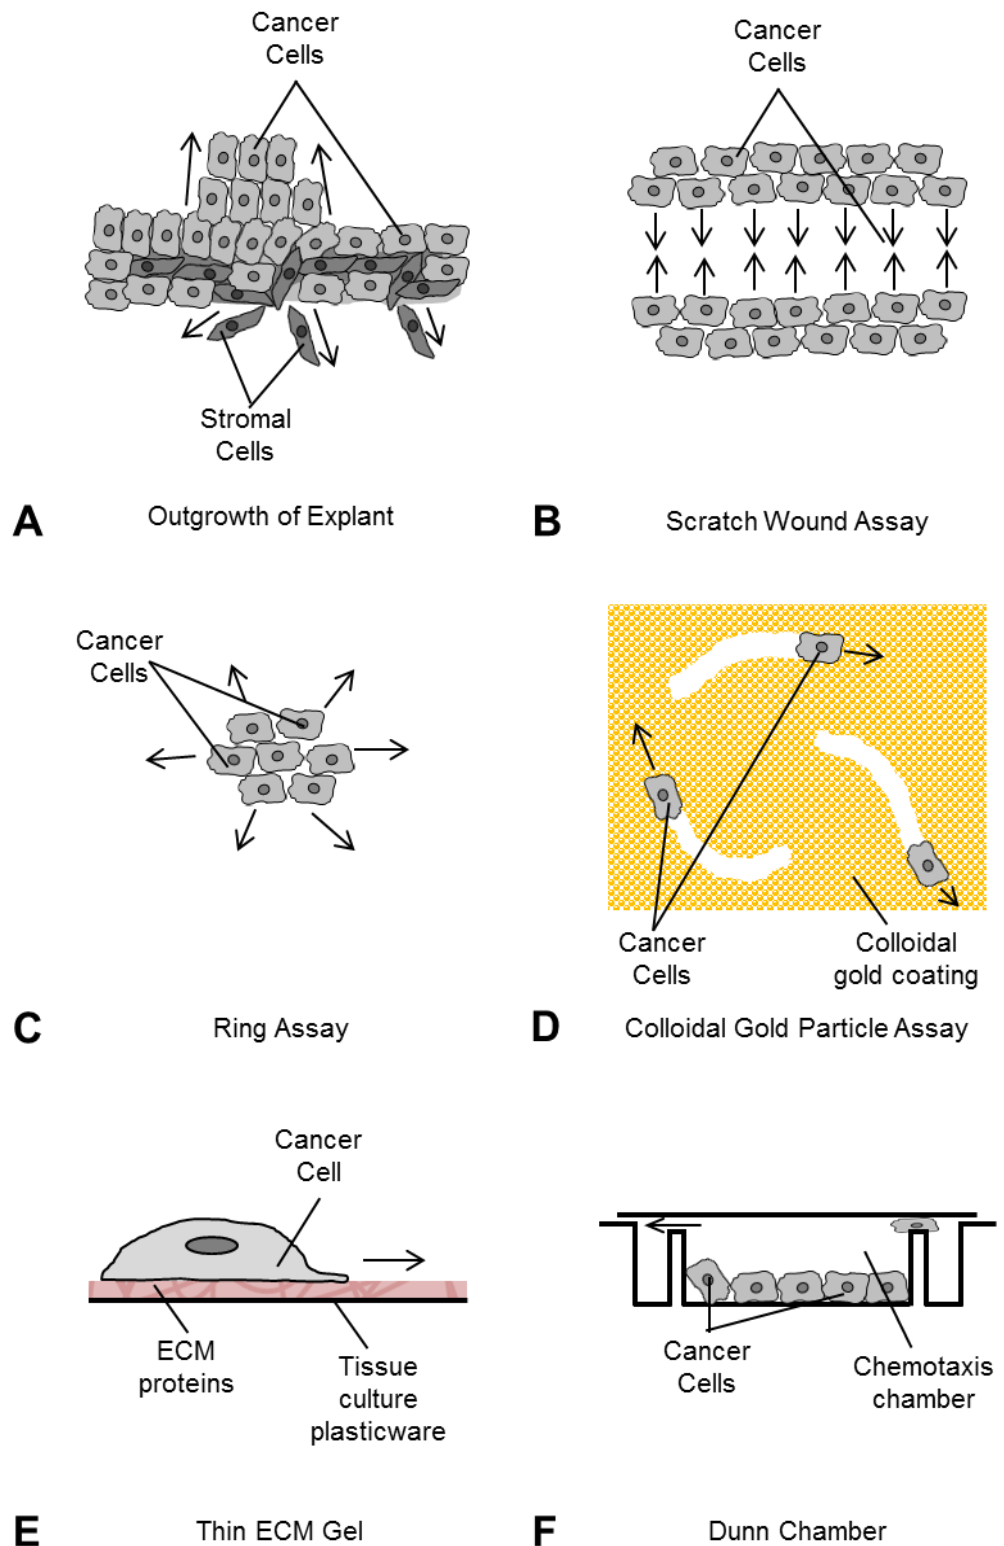 Cancer
Cells
Cancer
Cells
Stromal
Cells
A
Outgrowth of Explant
B
Scratch Wound Assay
Cancer
Cells
Cancer
Cells
Colloidal
gold coating
C
Ring Assay
D
Colloidal Gold Particle Assay
Cancer
Cell
ECM
proteins
Tissue
culture
plasticware
Cancer
Cells
Chemotaxis
chamber
E
Thin ECM Gel
F
Dunn Chamber